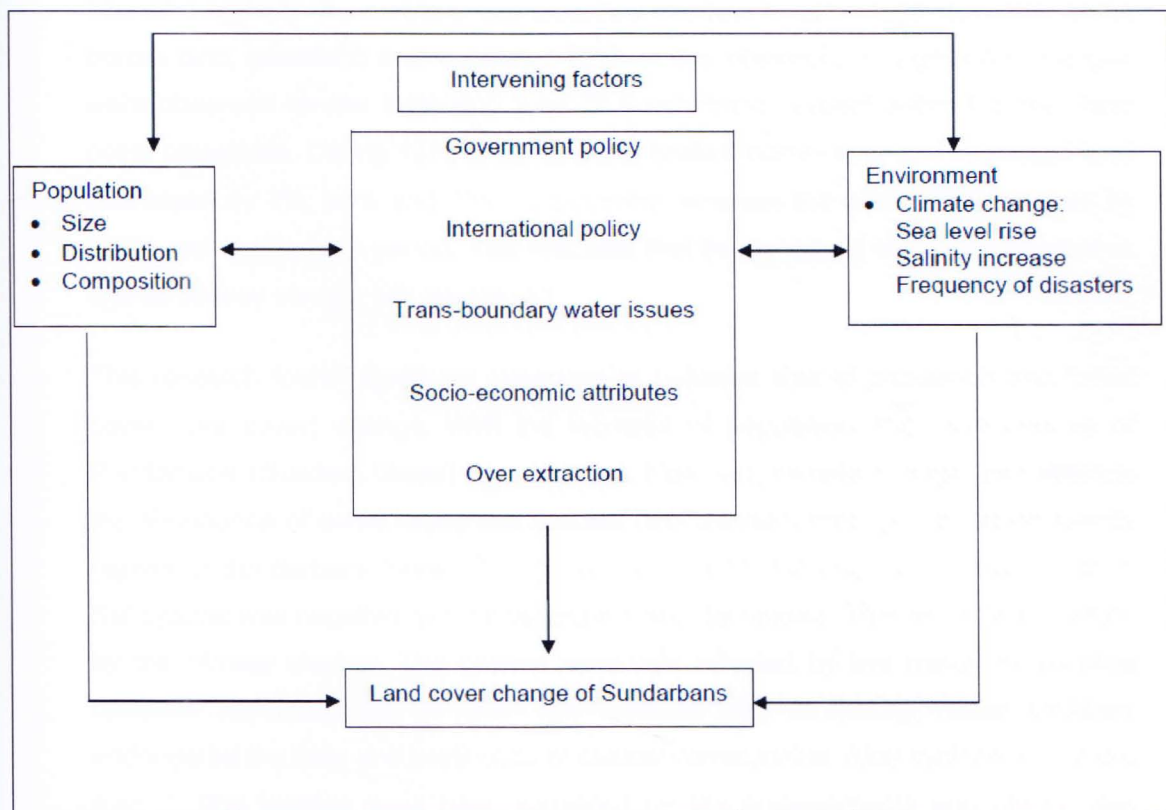 Intervening factors
Government policy
International policy
Trans-boundary water issues
Socio-economic attributes
Over extraction
Population
• Size
• Distribution
• Composition
Environment
• Climate change:
Sea level rise
Salinity increase
Frequency of disasters
Land cover change of Sundarbans